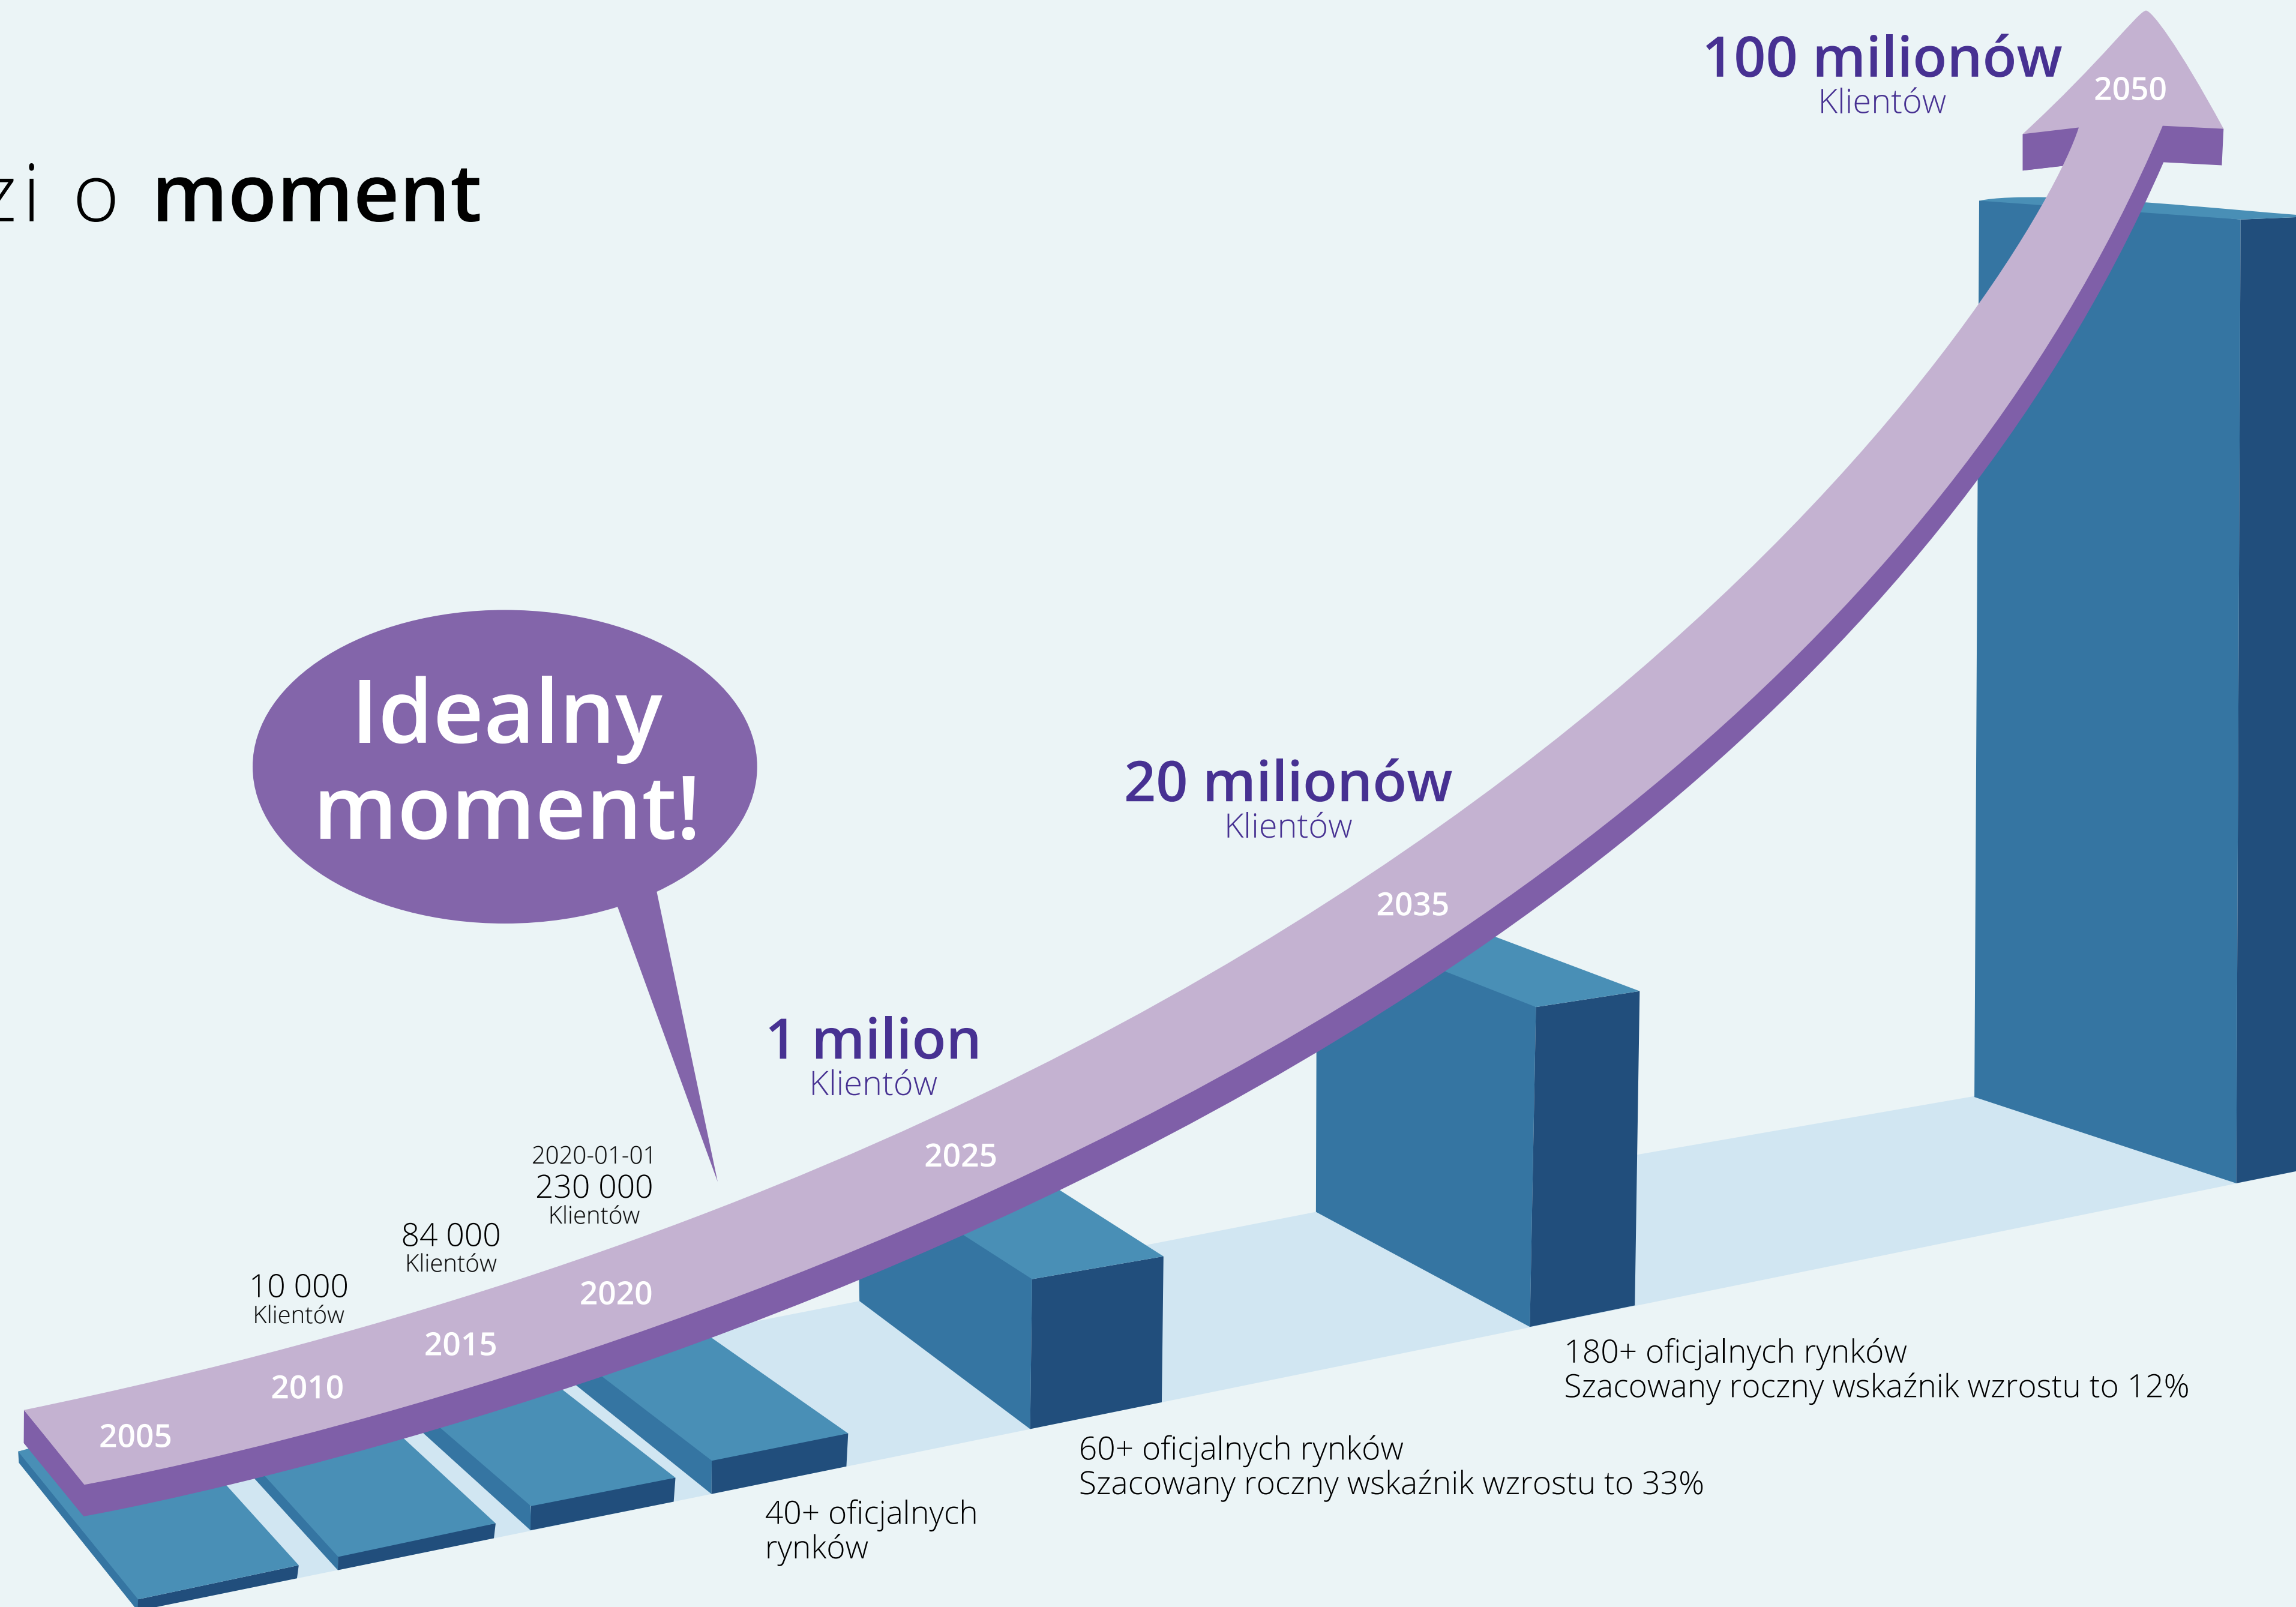 zi o moment
100 milionów
Klientów
2050
Idealny
moment!
20 milionów
Klientów
2035
1 milion
Klientów
2025
2020-01-01
230 000
Klientów
2020
84 000
Klientów
2015
10 000
Klientów
2010
2005
180+ oficjalnych rynków
Szacowany roczny wskaźnik wzrostu to 12%
60+ oficjalnych rynków
Szacowany roczny wskaźnik wzrostu to 33%
40+ oficjalnych
rynków